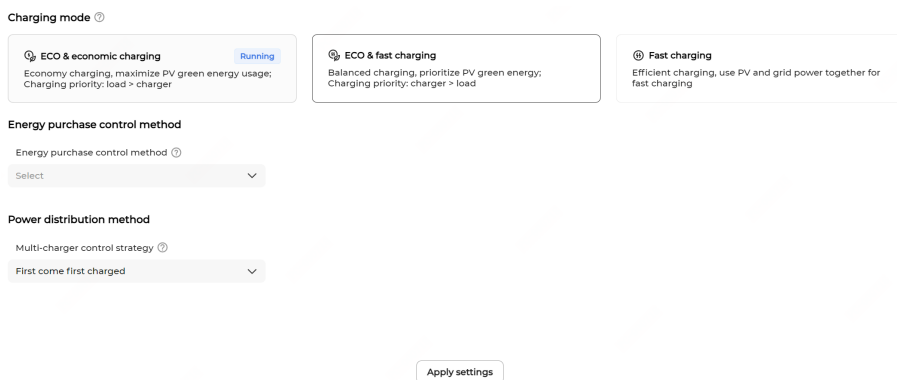 Charging mode
ECO & economic charging
Running
Economy charging, maximize PV green energy usage;
Charging priority: load > charger
ECO & fast charging
Balanced charging, prioritize PV green energy;
Charging priority: charger > load
Fast charging
Efficient charging, use PV and grid power together for
fast charging
Energy purchase control method
Energy purchase control method
Select
Power distribution method
Multi-charger control strategy
First come first charged
Apply settings